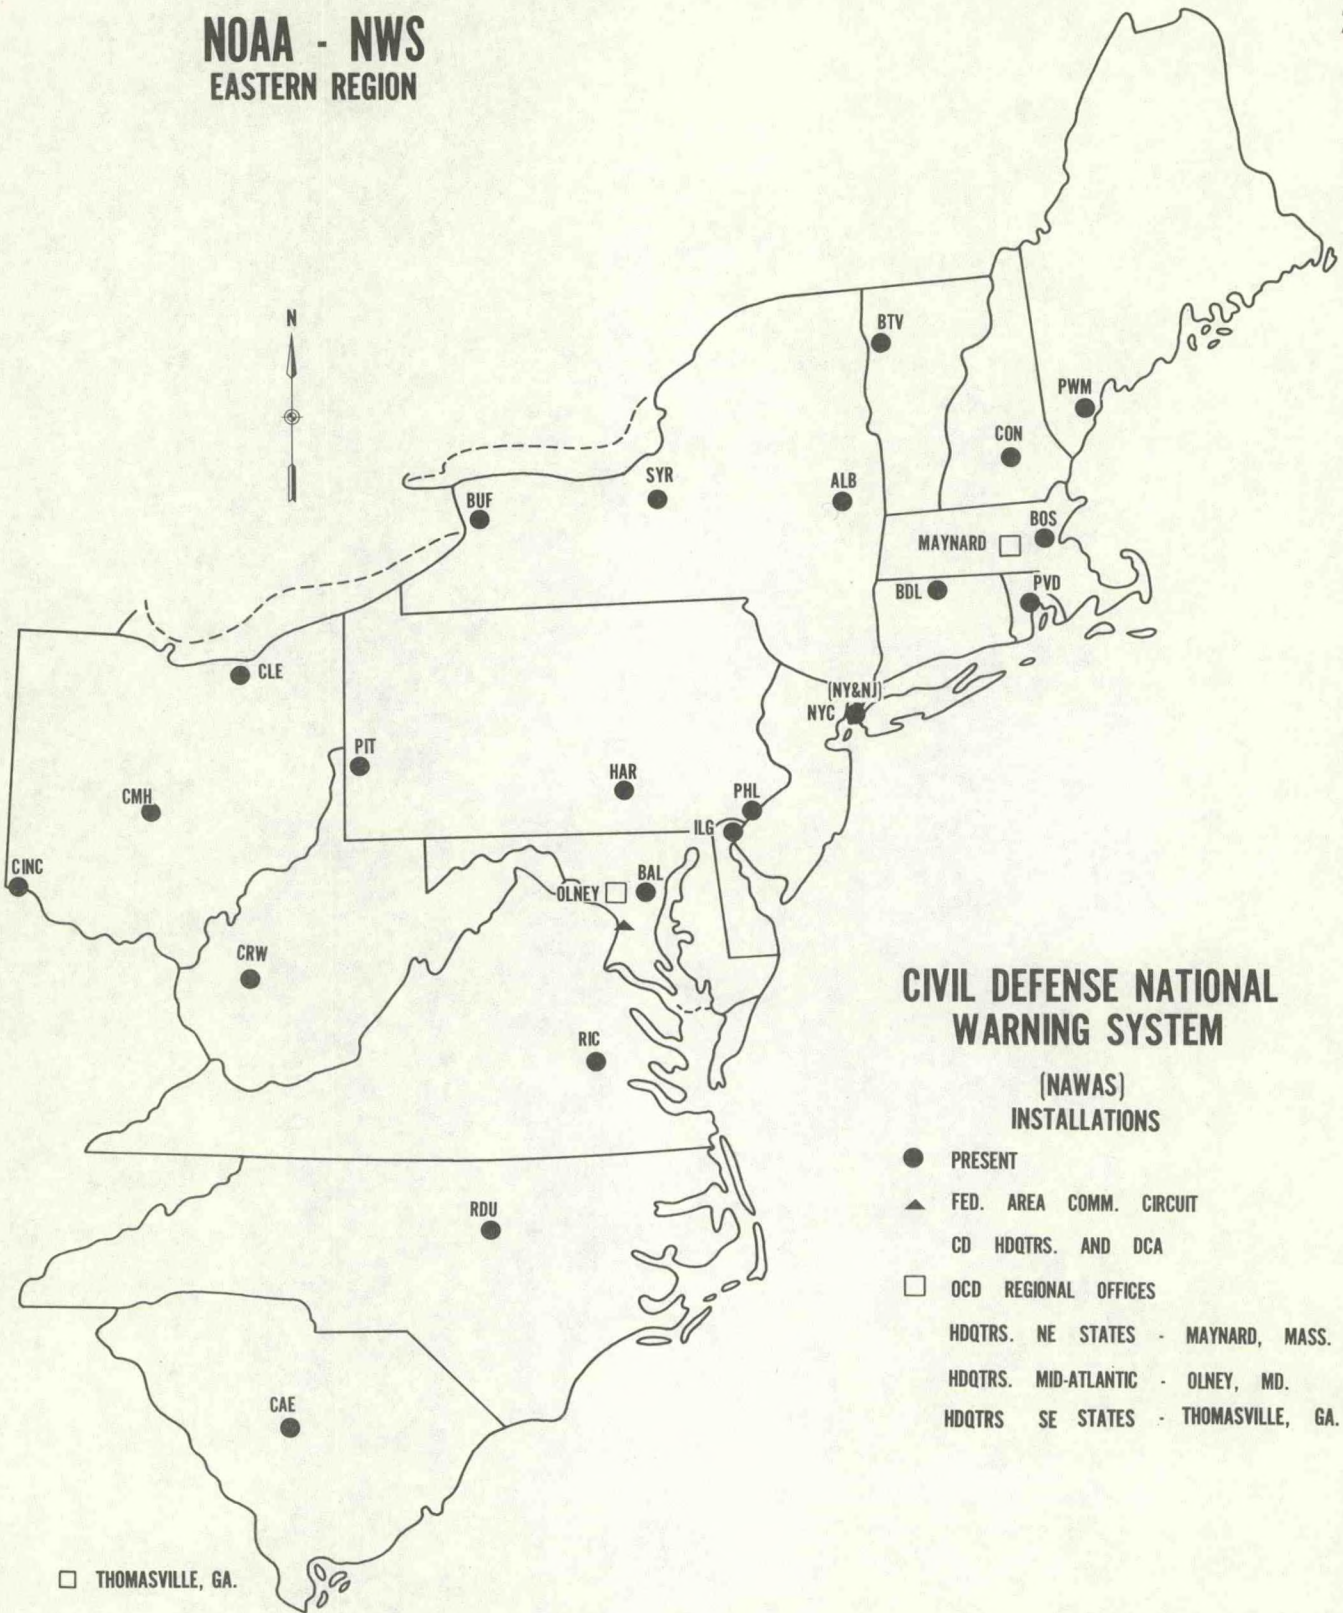 NOAA - NWS
EASTERN REGION
N
BTV
PWM
CON
SYR
ALB
BUF
BOS
MAYNARD
BDL
PVD
CLE
(NY&NJ)
NYC
PIT
HAR
CMH
PHL
ILG
CINC
BAL
OLNEY
CRW
RIC
RDU
CAE
CIVIL DEFENSE NATIONAL
WARNING SYSTEM
(NAWAS)
INSTALLATIONS
PRESENT
FED. AREA COMM. CIRCUIT
CD HDQTRS. AND DCA
OCD REGIONAL OFFICES
HDQTRS. NE STATES - MAYNARD, MASS.
HDQTRS. MID-ATLANTIC - OLNEY, MD.
HDQTRS SE STATES - THOMASVILLE, GA.
THOMASVILLE, GA.